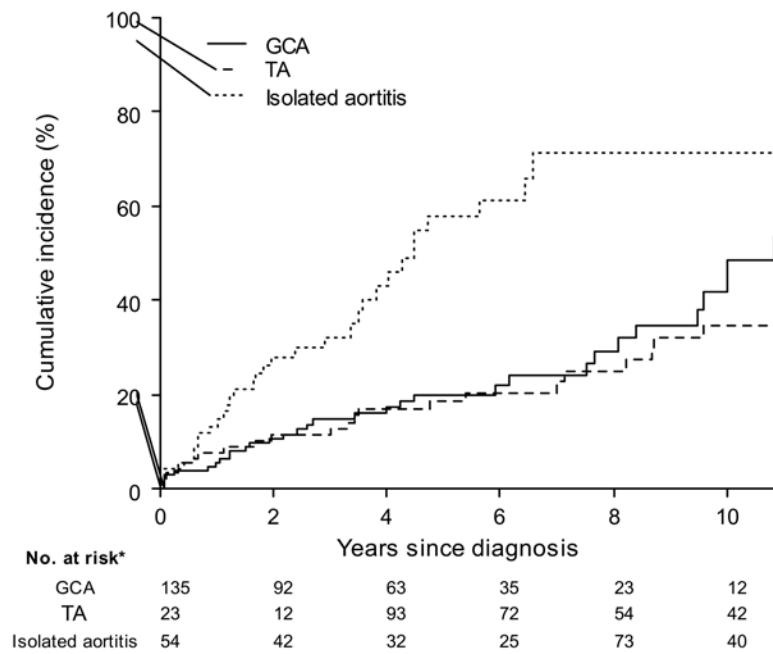 100
80
60
40
20
0
Cumulative incidence (%)
GCA
TA
Isolated aortitis
0 2 4 6 8 10
Years since diagnosis
No. at risk*
GCA 135 92 63 35 23 12
TA 23 12 93 72 54 42
Isolated aortitis 54 42 32 25 73 40